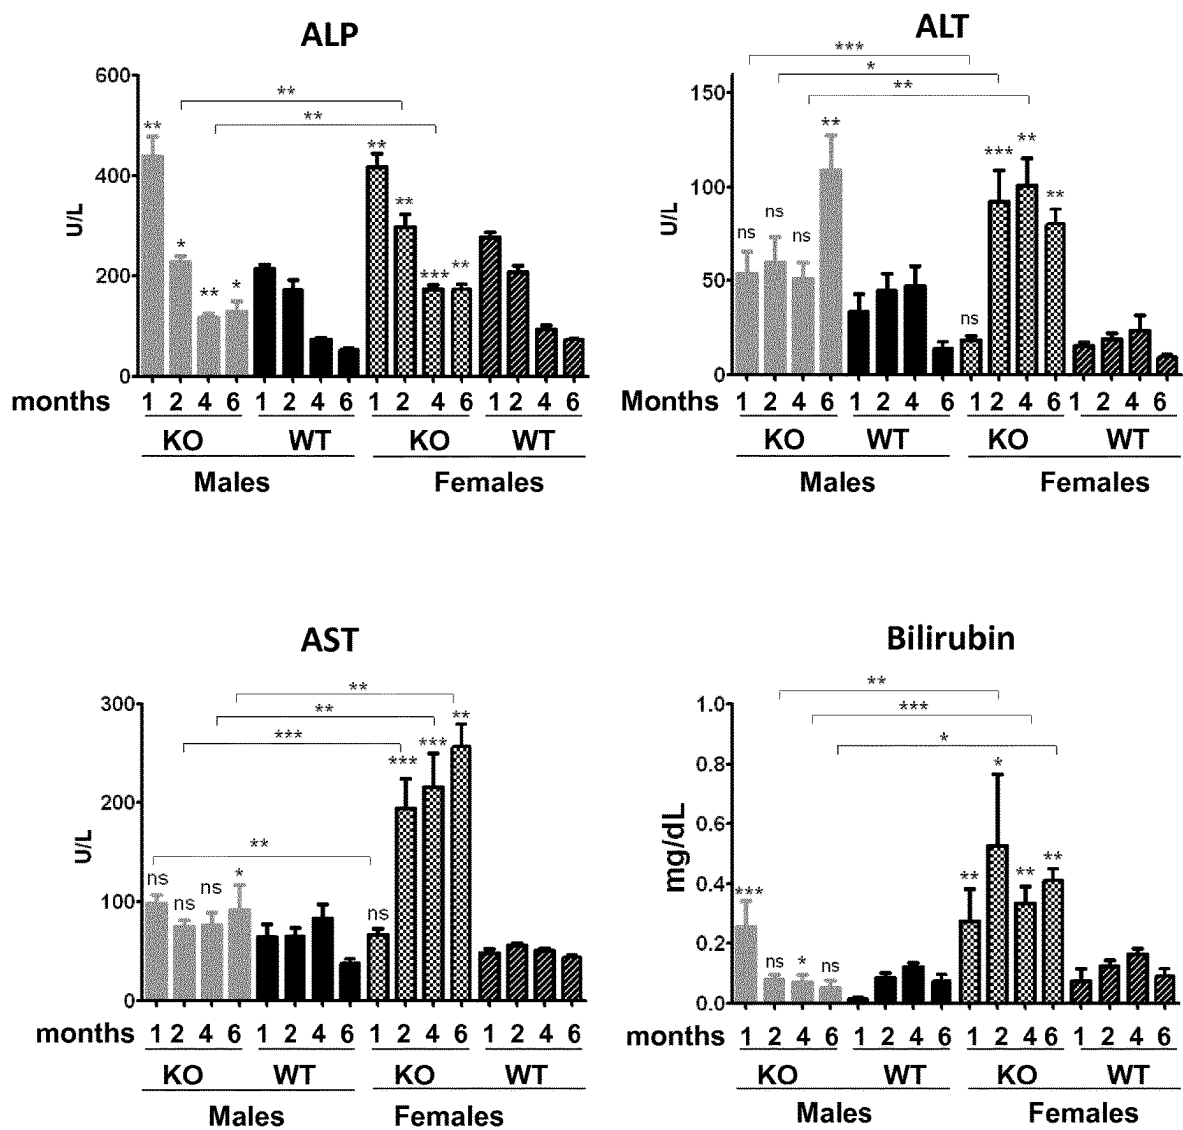 ALP
600
400
200
0
U/L
** ** **
** * ** * ** ** *** **
months 1 2 4 6 1 2 4 6 1 2 4 6 1 2 4 6
KO WT KO WT
Males Females
ALT
150
100
50
0
U/L
*** * **
ns ns ns ** ns *** ** **
Months 1 2 4 6 1 2 4 6 1 2 4 6 1 2 4 6
KO WT KO WT
Males Females
AST
300
200
100
0
U/L
** ** *** **
ns ns ns * ns *** *** **
months 1 2 4 6 1 2 4 6 1 2 4 6 1 2 4 6
KO WT KO WT
Males Females
Bilirubin
1.0
0.8
0.6
0.4
0.2
0.0
mg/dL
** *** *
*** ns * ns ** * ** **
months 1 2 4 6 1 2 4 6 1 2 4 6 1 2 4 6
KO WT KO WT
Males Females